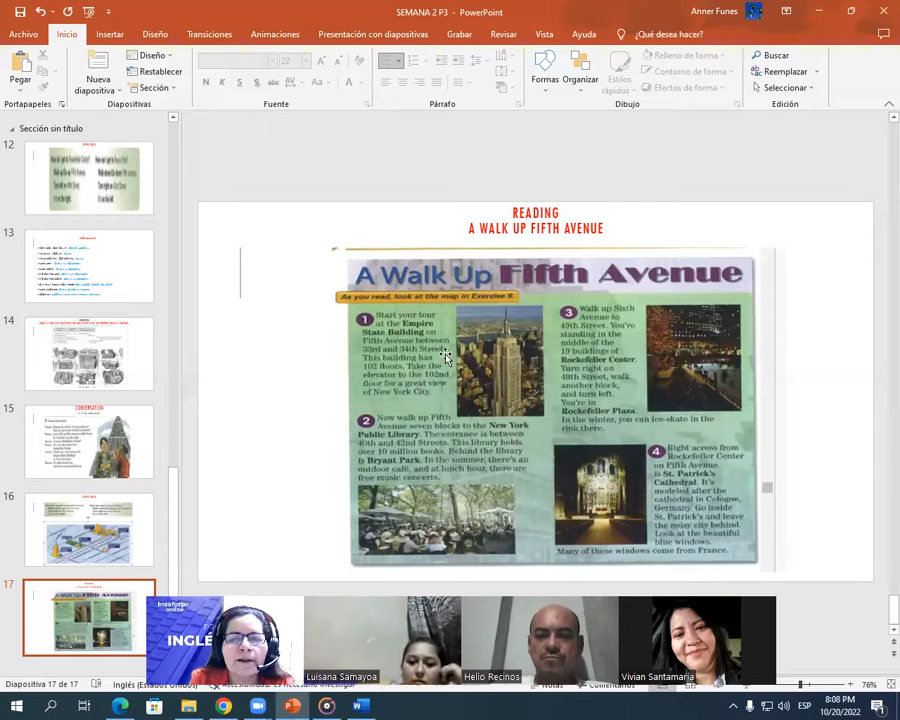 SEMANA 2 P3 - PowerPoint
Anner Funes
Archivo Inicio Insertar Diseño Transiciones Animaciones Presentación con diapositivas Grabar Revisar Vista Ayuda ¿Qué desea hacer?
Pegar
Nueva
diapositiva
Diseño
Restablecer
Sección
22
N K S
Formas
Organizar
Estilos
rápidos
Relleno de forma
Contorno de forma
Efectos de forma
Buscar
Reemplazar
Seleccionar
Portapapeles Diapositivas Fuente Párrafo Dibujo Edición
Sección sin título
12
13
14
15
CONVERSATION
16
17
READING
A WALK UP FIFTH AVENUE
A Walk Up Fifth Avenue
As you read, look at the map in Exercise 9.
1 Start your tour
at the Empire
State Building on
Fifth Avenue between
33rd and 34th Streets
This building has
102 floors. Take the
elevator to the 102nd
floor for a great view
of New York City.
2 Now walk up Fifth
Avenue seven blocks to the New York
Public Library. The entrance is between
40th and 42nd Streets. This library holds
over 10 million books. Behind the library
is Bryant Park. In the summer, there's an
outdoor café, and at lunch hour, there are
free music concerts.
3 Walk up Sixth
Avenue to
49th Street. You're
standing in the
middle of the
19 buildings of
Rockefeller Center.
Turn right on
49th Street, walk
another block,
and turn left.
You're in
Rockefeller Plaza.
In the winter, you can ice-skate in the
rink there.
4 Right across from
Rockefeller Center
on Fifth Avenue
is St. Patrick's
Cathedral. It's
modeled after the
cathedral in Cologne,
Germany. Go inside
St. Patrick's and leave
the noisy city behind.
Look at the beautiful
blue windows.
Many of these windows come from France.
Insaforp
online
INGLÉ
Luisana Samayoa
Helio Recinos
Vivian Santamaría
Diapositiva 17 de 17
Inglés (Estados Unidos)
Notas
Comentarios
76%
ESP
8:08 PM
10/20/2022